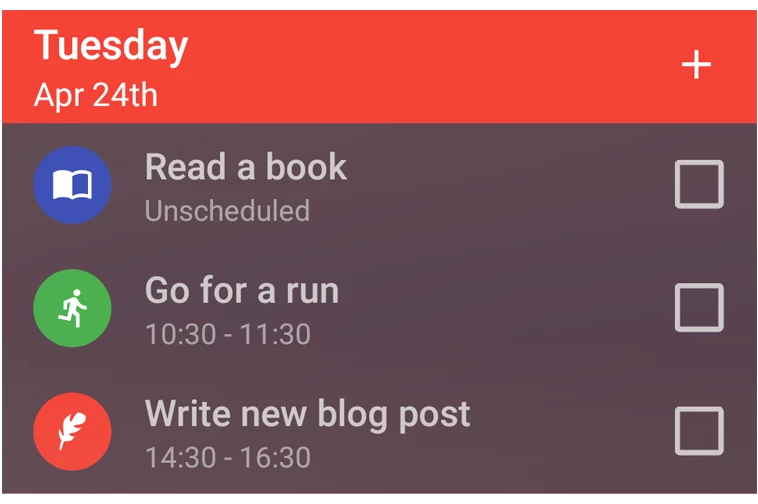 Tuesday
Apr 24th
Read a book
Unscheduled
Go for a run
10:30 - 11:30
Write new blog post
14:30 - 16:30